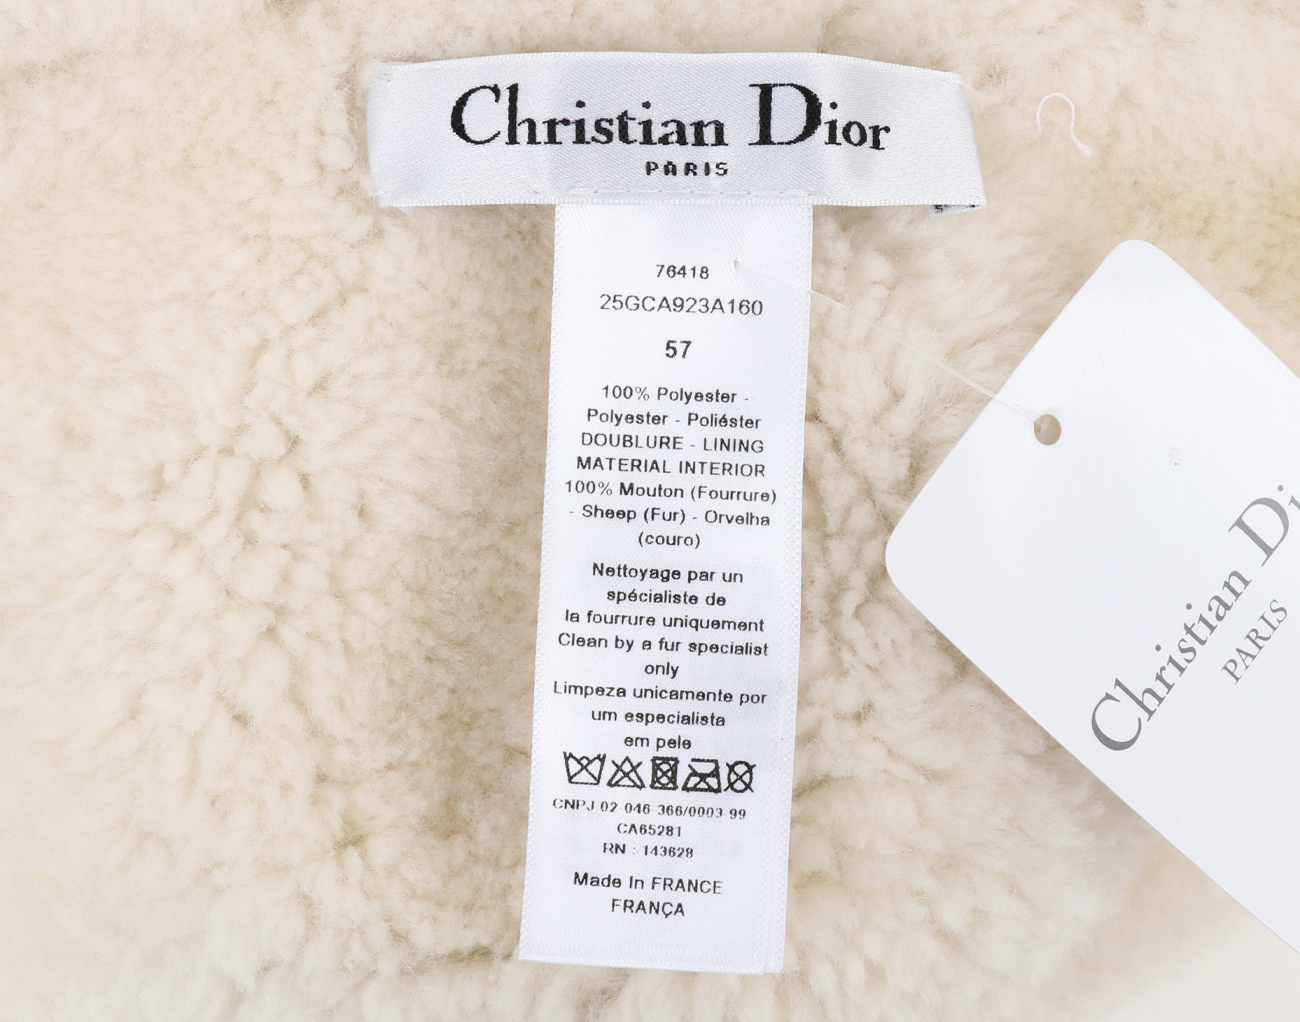 Christian Dior
PARIS
76418
25GCA923A160
57
100% Polyester -
Polyester - Poliéster
DOUBLURE - LINING
MATERIAL INTERIOR
100% Mouton (Fourrure)
- Sheep (Fur) - Orvelha
(couro)
Nettoyage par un
spécialiste de
la fourrure uniquement
Clean by a fur specialist
only
Limpeza unicamente por
um especialista
em pele
CNPJ 02-046-366/0003-99
CA65281
RN : 143628
Made In FRANCE
FRANÇA
Christian Di
PARIS